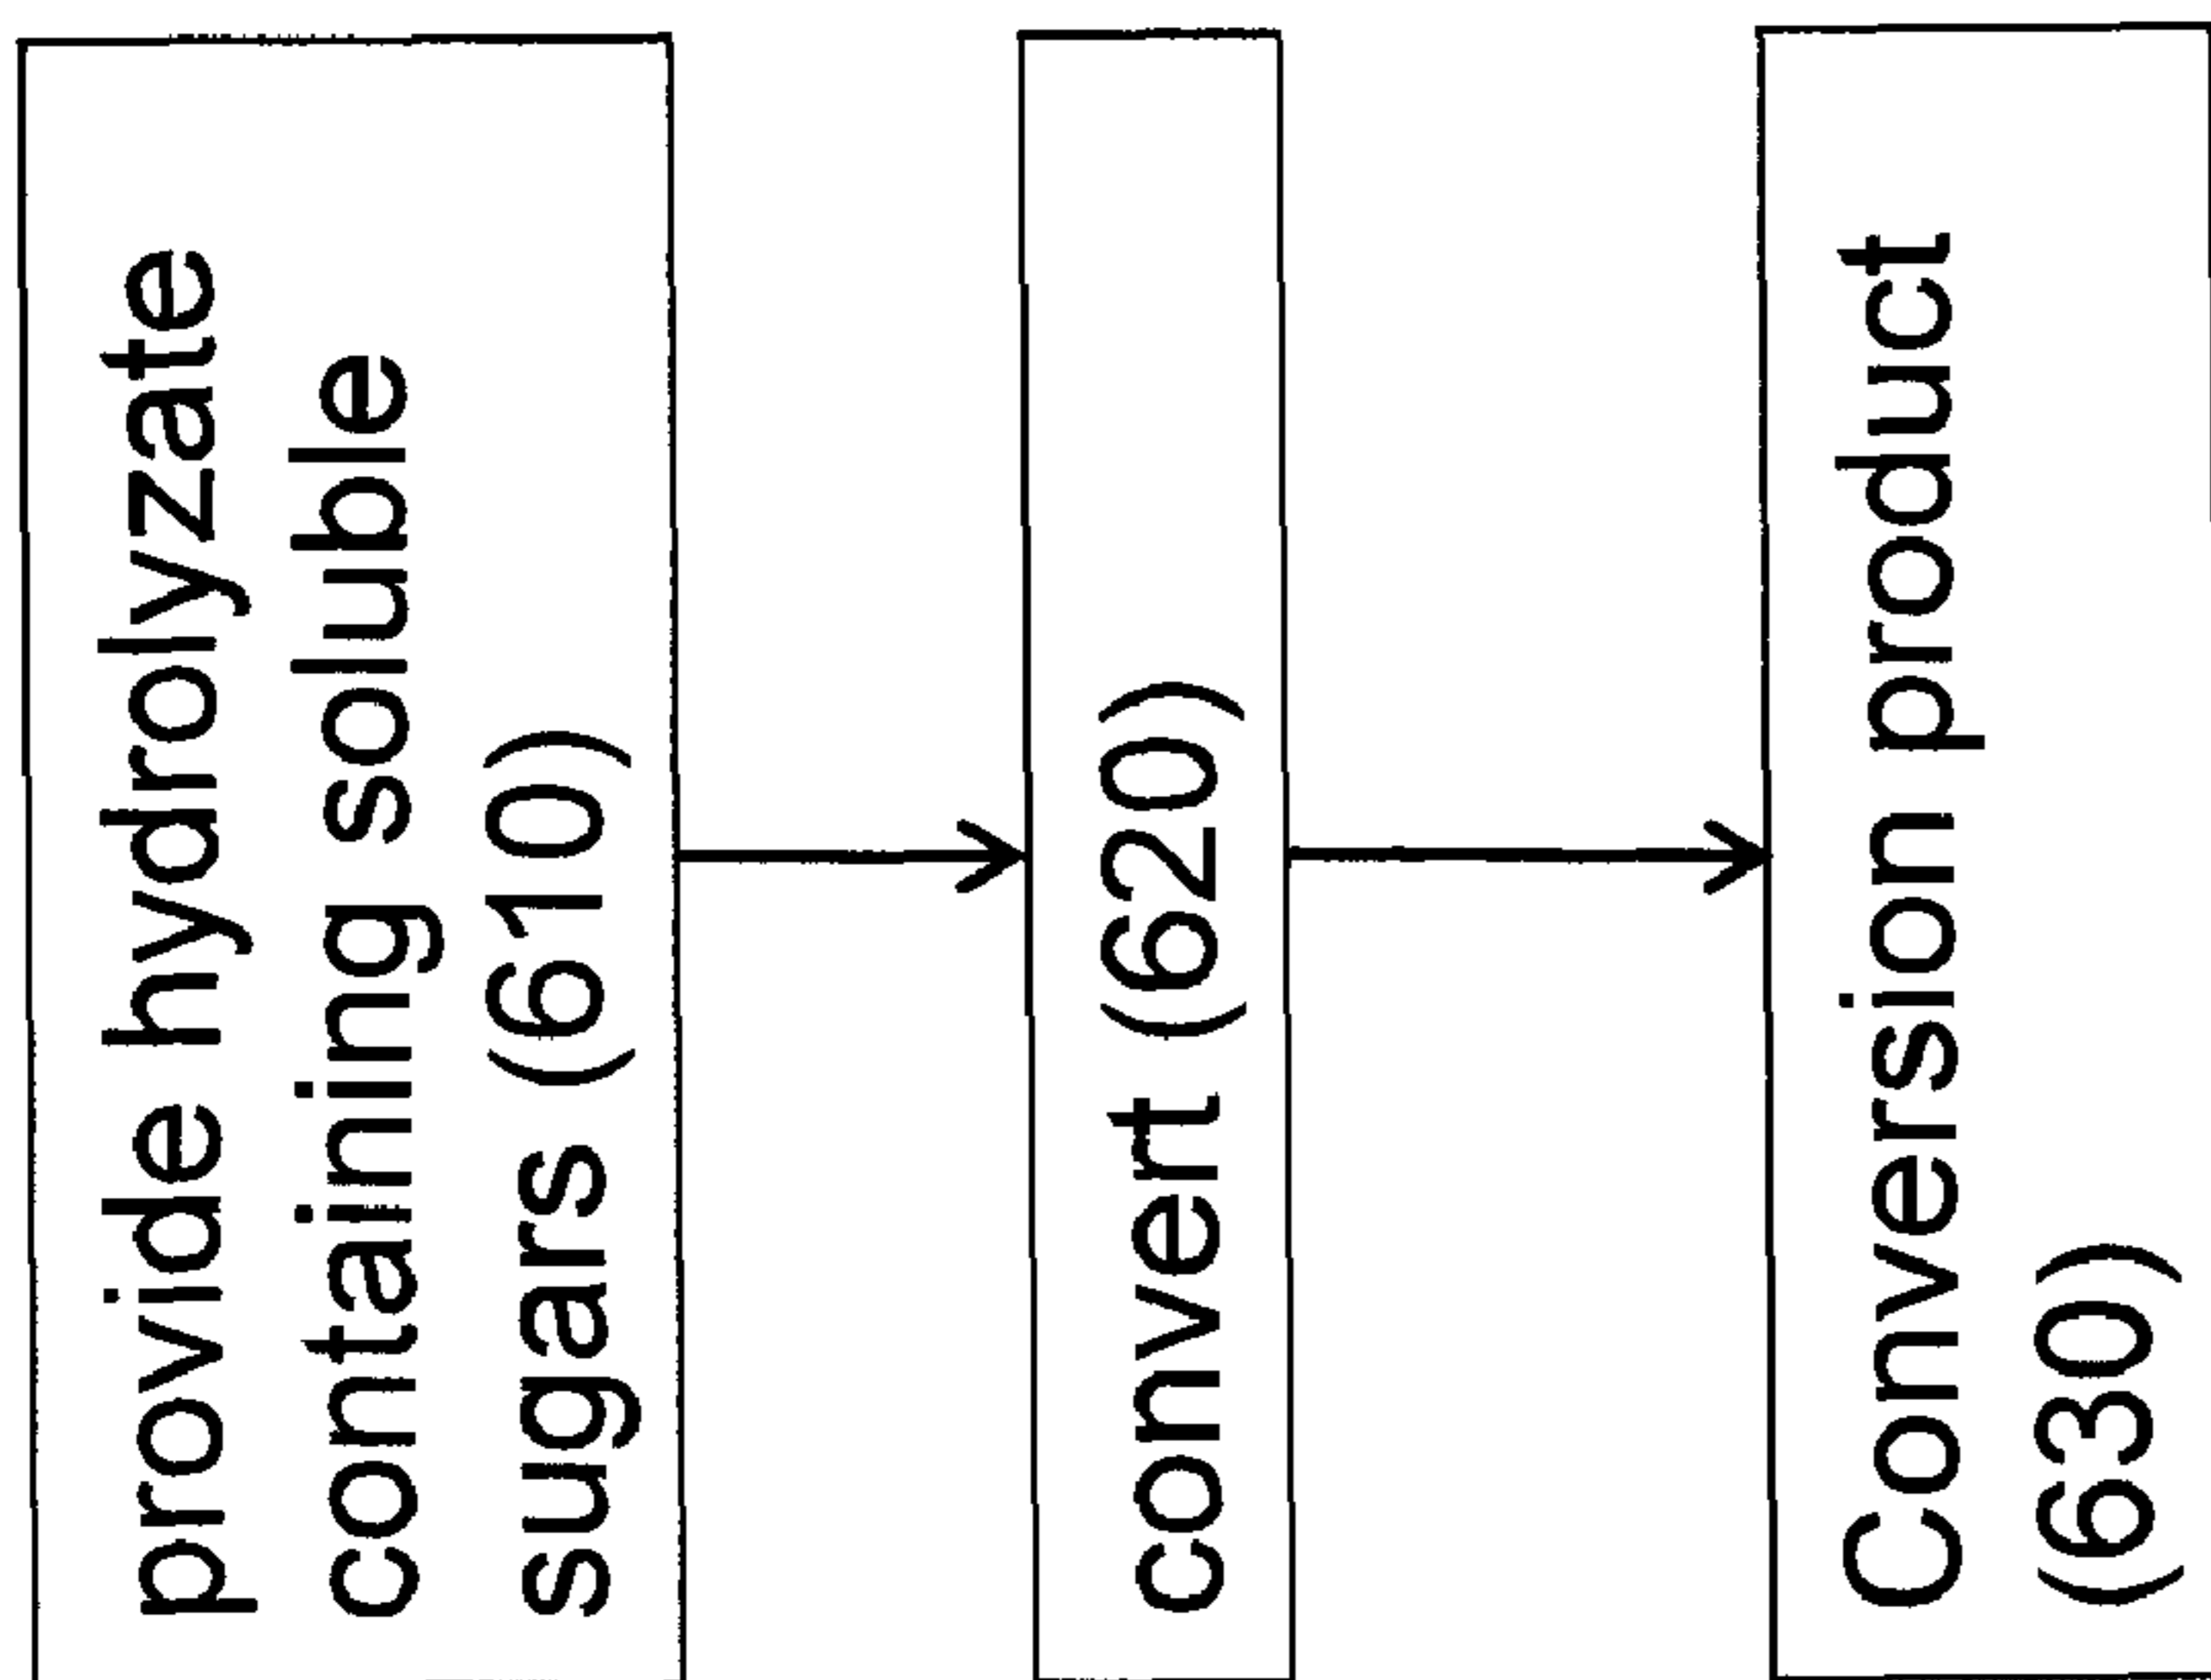 provide hydrolyzate
containing soluble
sugars (610)
convert (620)
Conversion product
(630)